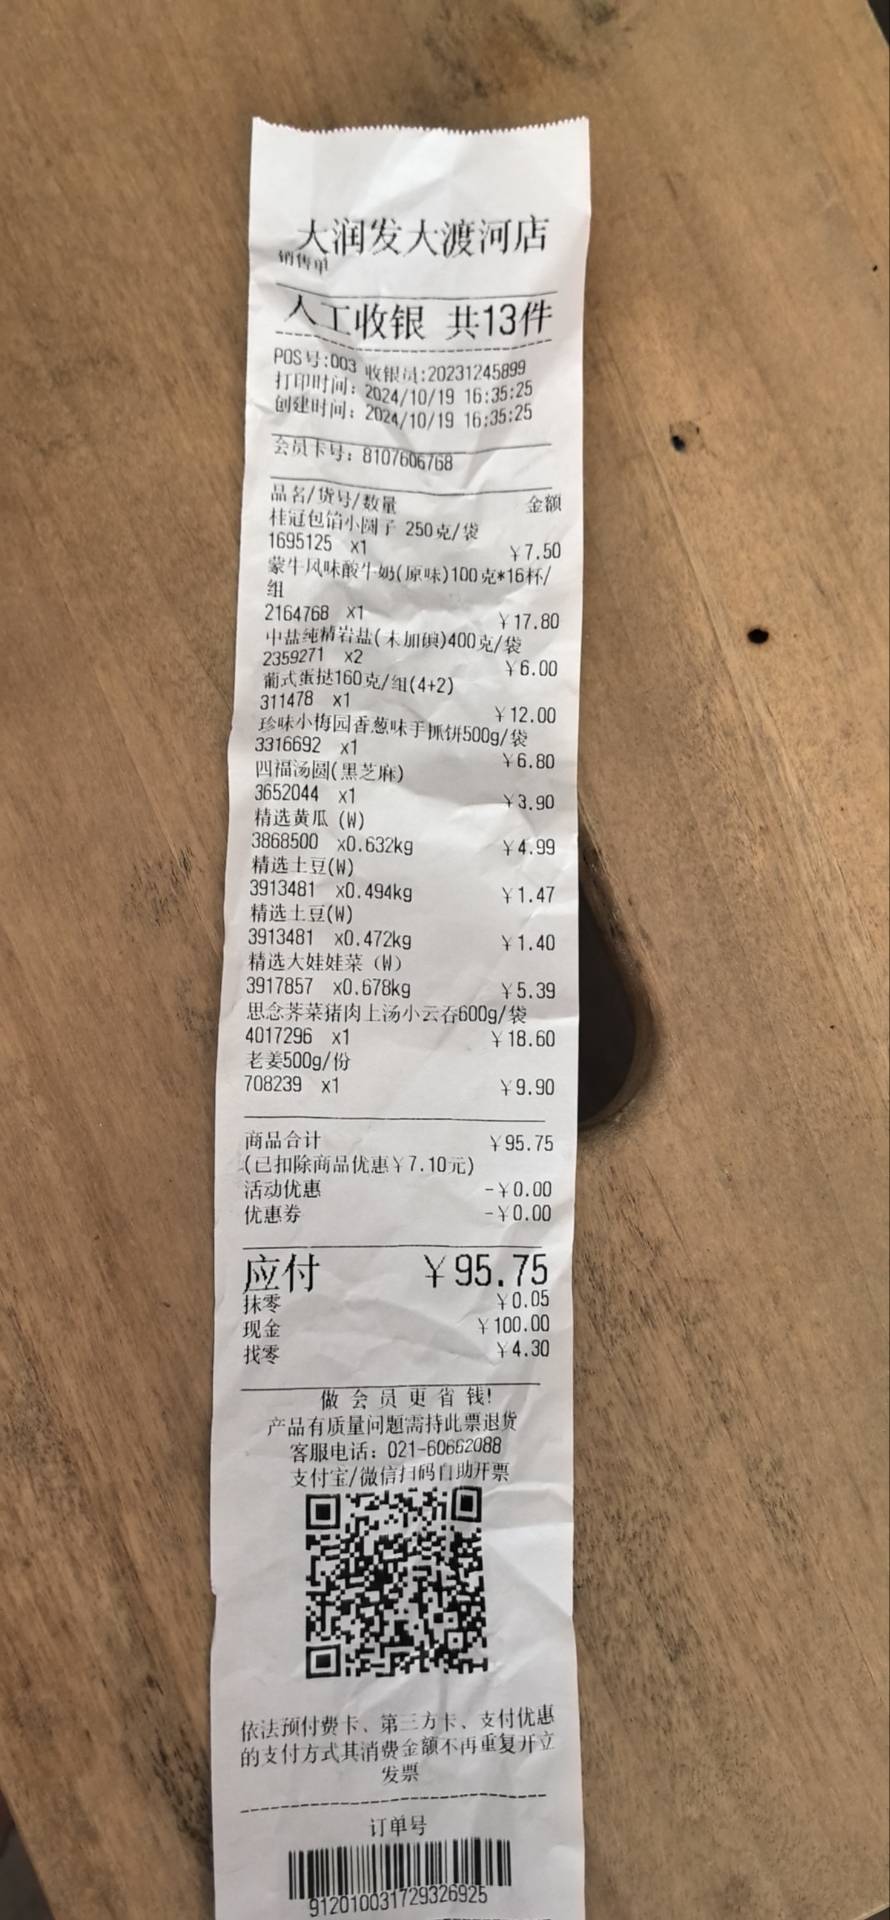 大润发大渡河店
销售单
人工收银 共13件
POS号:003 收银员:20231245899
打印时间: 2024/10/19 16:35:25
创建时间: 2024/10/19 16:35:25
会员卡号: 8107606768
品名/货号/数量 金额
桂冠包馅小圆子 250克/袋
1695125 x1 ¥7.50
蒙牛风味酸牛奶(原味)100克*16杯/
组
2164768 x1 ¥17.80
中盐纯精岩盐(未加碘)400克/袋
2359271 x2 ¥6.00
葡式蛋挞160克/组(4+2)
311478 x1 ¥12.00
珍味小梅园香葱味手抓饼500g/袋
3316692 x1 ¥6.80
四福汤圆(黑芝麻)
3652044 x1 ¥3.90
精选黄瓜 (W)
3868500 x0.632kg ¥4.99
精选土豆(W)
3913481 x0.494kg ¥1.47
精选土豆(W)
3913481 x0.472kg ¥1.40
精选大娃娃菜 (W)
3917857 x0.678kg ¥5.39
思念荠菜猪肉上汤小云吞600g/袋
4017296 x1 ¥18.60
老姜500g/份
708239 x1 ¥9.90
商品合计 ¥95.75
(已扣除商品优惠¥7.10元)
活动优惠 -¥0.00
优惠券 -¥0.00
应付 ¥95.75
抹零 ¥0.05
现金 ¥100.00
找零 ¥4.30
做会员更省钱!
产品有质量问题需持此票退货
客服电话: 021-60662088
支付宝/微信扫码自助开票
依法预付费卡、第三方卡、支付优惠
的支付方式其消费金额不再重复开立
发票
订单号
912010031729326925